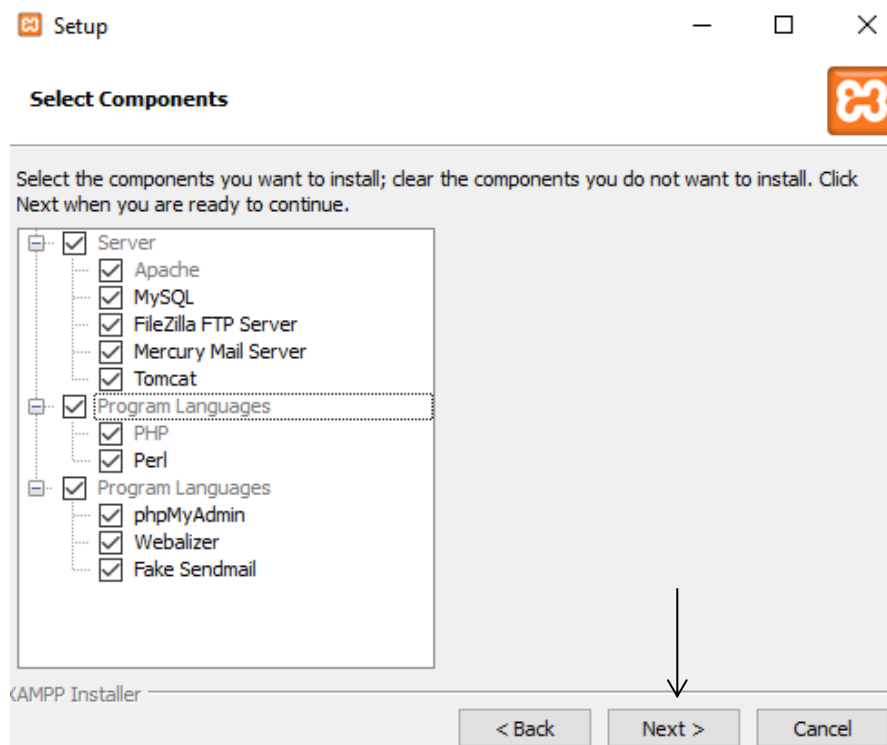 Setup
Select Components
Select the components you want to install; clear the components you do not want to install. Click
Next when you are ready to continue.
Server
Apache
MySQL
FileZilla FTP Server
Mercury Mail Server
Tomcat
Program Languages
PHP
Perl
Program Languages
phpMyAdmin
Webalizer
Fake Sendmail
XAMPP Installer
< Back Next > Cancel